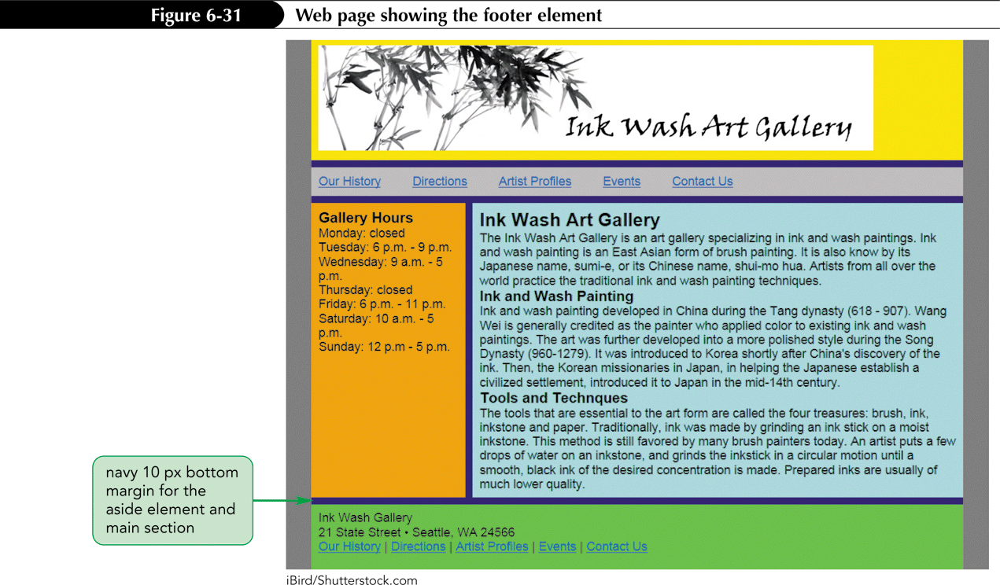 Figure 6-31 Web page showing the footer element
Ink Wash Art Gallery
Our History Directions Artist Profiles Events Contact Us
Gallery Hours
Monday: closed
Tuesday: 6 p.m. - 9 p.m.
Wednesday: 9 a.m. - 5
p.m.
Thursday: closed
Friday: 6 p.m. - 11 p.m.
Saturday: 10 a.m. - 5
p.m.
Sunday: 12 p.m - 5 p.m.
Ink Wash Art Gallery
The Ink Wash Art Gallery is an art gallery specializing in ink and wash paintings. Ink
and wash painting is an East Asian form of brush painting. It is also know by its
Japanese name, sumi-e, or its Chinese name, shui-mo hua. Artists from all over the
world practice the traditional ink and wash painting techniques.
Ink and Wash Painting
Ink and wash painting developed in China during the Tang dynasty (618 - 907). Wang
Wei is generally credited as the painter who applied color to existing ink and wash
paintings. The art was further developed into a more polished style during the Song
Dynasty (960-1279). It was introduced to Korea shortly after China's discovery of the
ink. Then, the Korean missionaries in Japan, in helping the Japanese establish a
civilized settlement, introduced it to Japan in the mid-14th century.
Tools and Technques
The tools that are essential to the art form are called the four treasures: brush, ink,
inkstone and paper. Traditionally, ink was made by grinding an ink stick on a moist
inkstone. This method is still favored by many brush painters today. An artist puts a few
drops of water on an inkstone, and grinds the inkstick in a circular motion until a
smooth, black ink of the desired concentration is made. Prepared inks are usually of
much lower quality.
navy 10 px bottom
margin for the
aside element and
main section
Ink Wash Gallery
21 State Street • Seattle, WA 24566
Our History | Directions | Artist Profiles | Events | Contact Us
iBird/Shutterstock.com